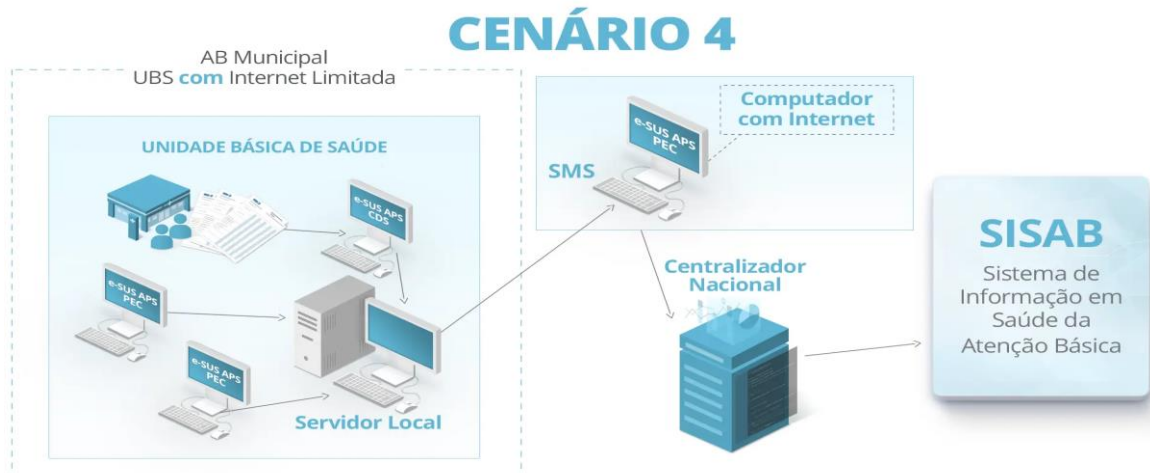 CENÁRIO 4
AB Municipal
UBS com Internet Limitada
UNIDADE BÁSICA DE SAÚDE
e-SUS APS
CDS
e-SUS APS
PEC
e-SUS APS
PEC
Servidor Local
SMS
e-SUS APS
PEC
Computador
com Internet
Centralizador
Nacional
SISAB
Sistema de
Informação em
Saúde da
Atenção Básica